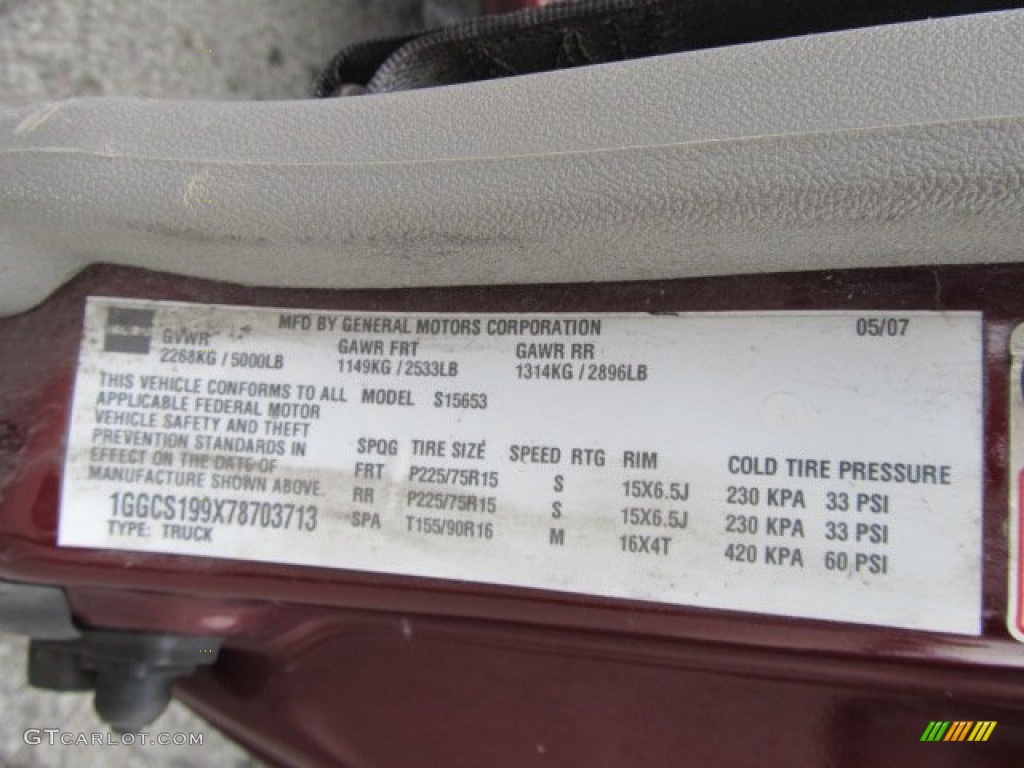 MFD BY GENERAL MOTORS CORPORATION 05/07
GVWR GAWR FRT GAWR RR
2268KG / 5000LB 1149KG / 2533LB 1314KG / 2896LB
THIS VEHICLE CONFORMS TO ALL MODEL S15653
APPLICABLE FEDERAL MOTOR
VEHICLE SAFETY AND THEFT
PREVENTION STANDARDS IN
EFFECT ON THE DATE OF
MANUFACTURE SHOWN ABOVE.
1GGCS199X78703713
TYPE: TRUCK
SPQG TIRE SIZE SPEED RTG RIM COLD TIRE PRESSURE
FRT P225/75R15 S 15X6.5J 230 KPA 33 PSI
RR P225/75R15 S 15X6.5J 230 KPA 33 PSI
SPA T155/90R16 M 16X4T 420 KPA 60 PSI
GTCARLOT.COM